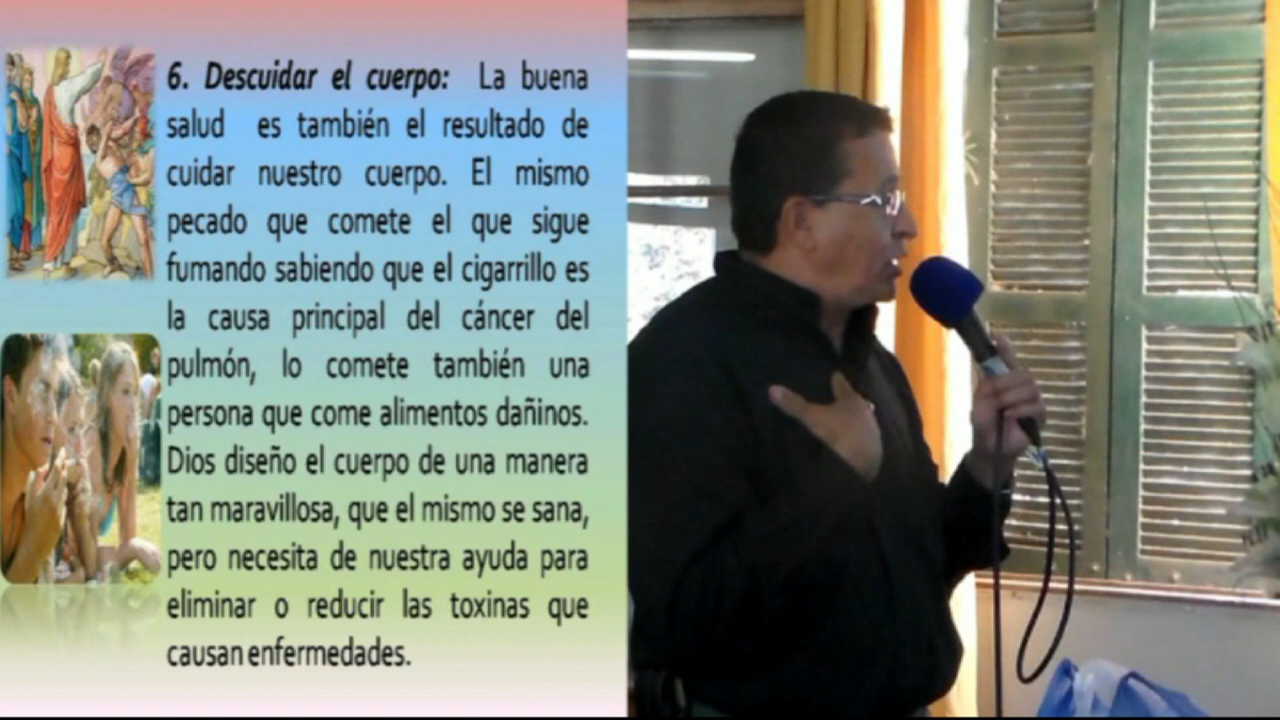 6. Descuidar el cuerpo: La buena
salud es también el resultado de
cuidar nuestro cuerpo. El mismo
pecado que comete el que sigue
fumando sabiendo que el cigarrillo es
la causa principal del cáncer del
pulmón, lo comete también una
persona que come alimentos dañinos.
Dios diseño el cuerpo de una manera
tan maravillosa, que el mismo se sana,
pero necesita de nuestra ayuda para
eliminar o reducir las toxinas que
causan enfermedades.